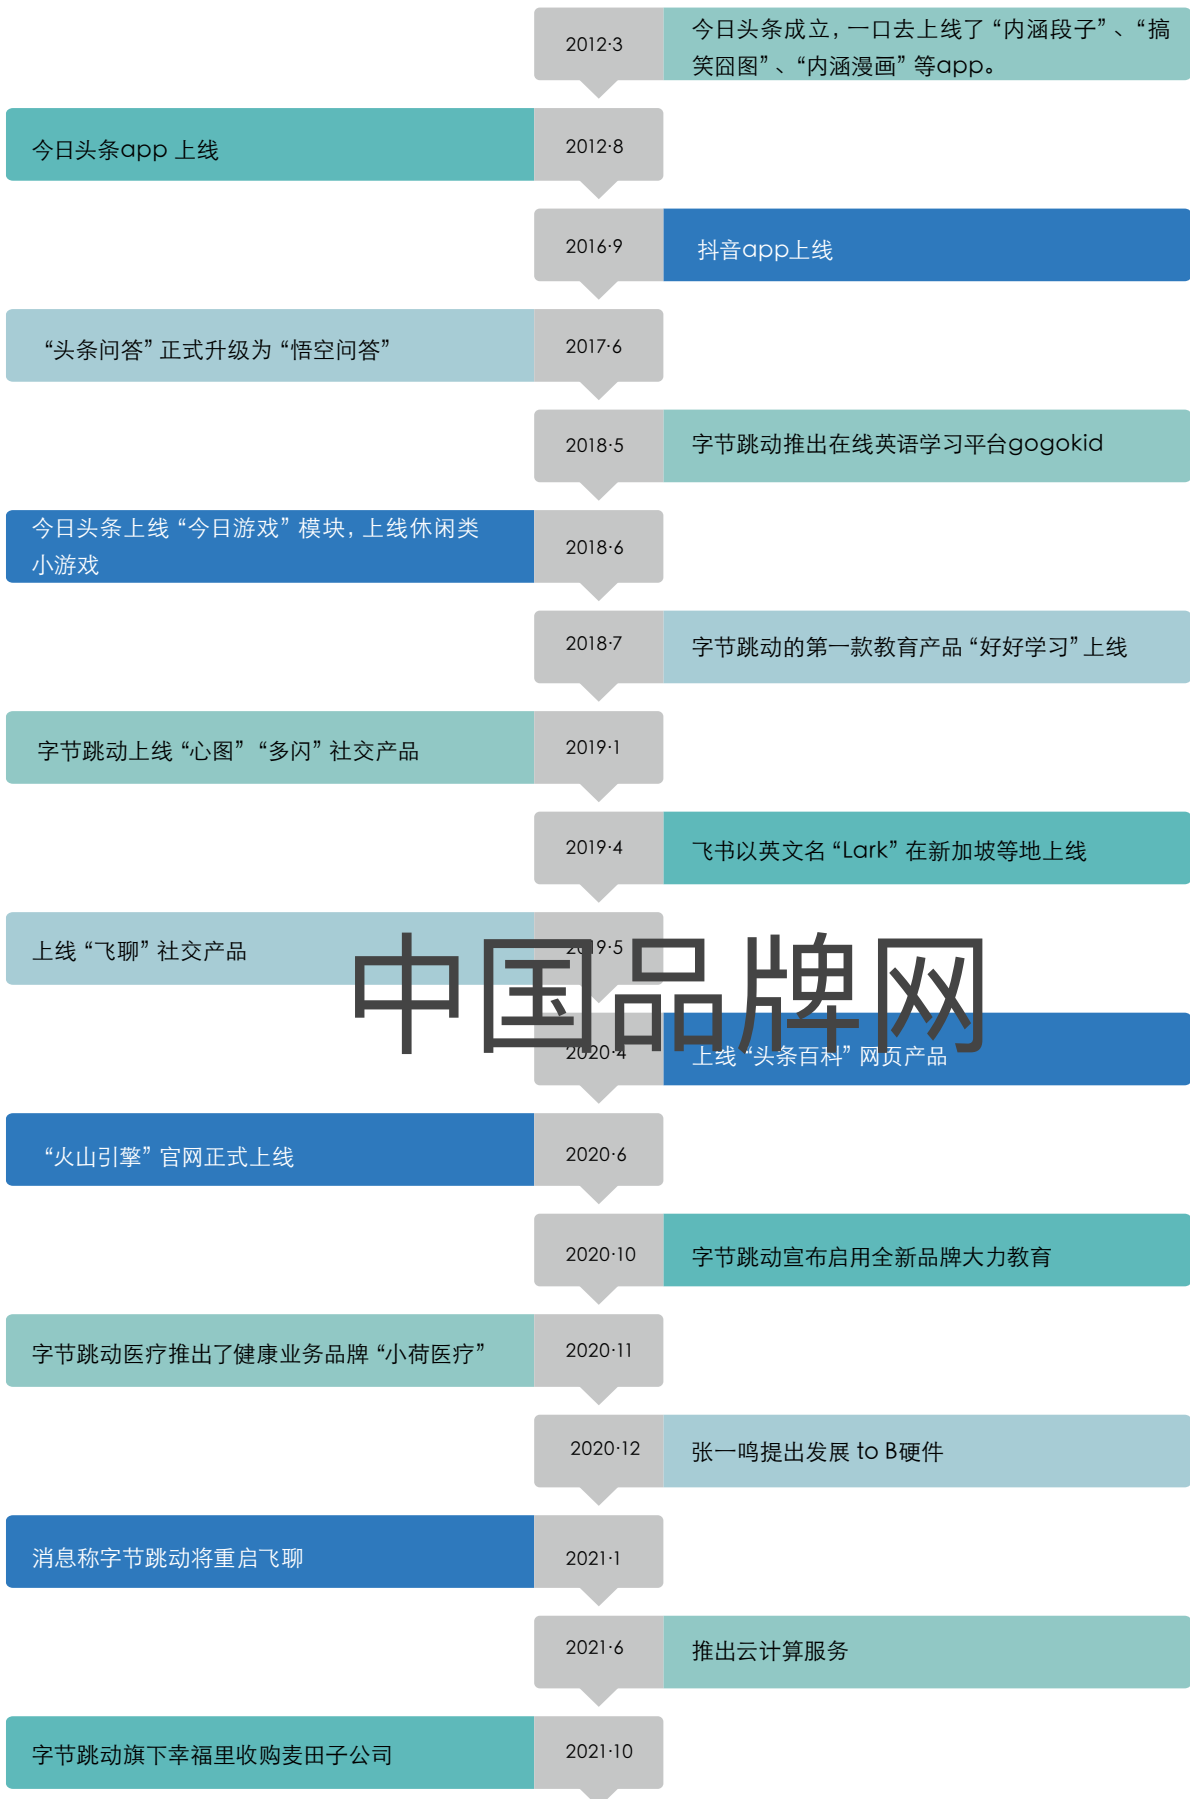 2012·3
今日头条成立，一口去上线了“内涵段子”、“搞
笑囧图”、“内涵漫画”等app。
今日头条app 上线
2012·8
2016·9
抖音app上线
“头条问答”正式升级为“悟空问答”
2017·6
2018·5
字节跳动推出在线英语学习平台gogokid
今日头条上线“今日游戏”模块，上线休闲类
小游戏
2018·6
2018·7
字节跳动的第一款教育产品“好好学习”上线
字节跳动上线“心图”“多闪”社交产品
2019·1
2019·4
飞书以英文名“Lark”在新加坡等地上线
上线“飞聊”社交产品
2019·5
中国品牌网
2020·4
上线“头条百科”网页产品
“火山引擎”官网正式上线
2020·6
2020·10
字节跳动宣布启用全新品牌大力教育
字节跳动医疗推出了健康业务品牌“小荷医疗”
2020·11
2020·12
张一鸣提出发展 to B硬件
消息称字节跳动将重启飞聊
2021·1
2021·6
推出云计算服务
字节跳动旗下幸福里收购麦田子公司
2021·10